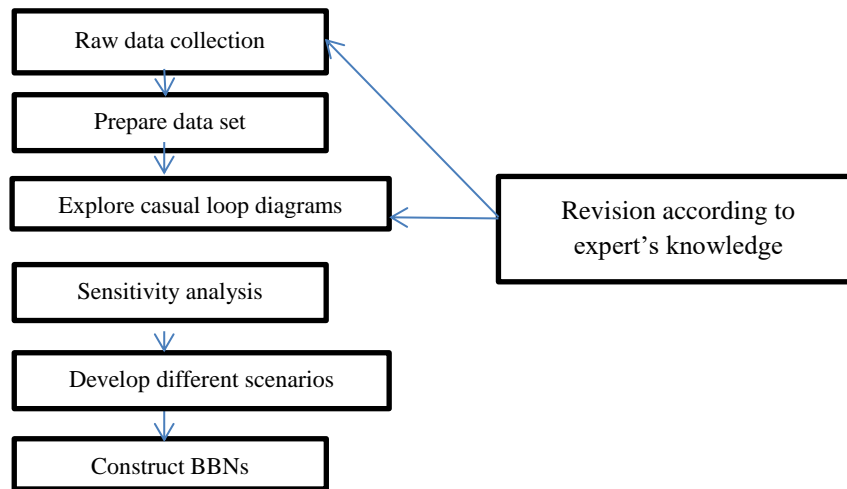 Raw data collection
Prepare data set
Explore casual loop diagrams
Revision according to
expert’s knowledge
Sensitivity analysis
Develop different scenarios
Construct BBNs